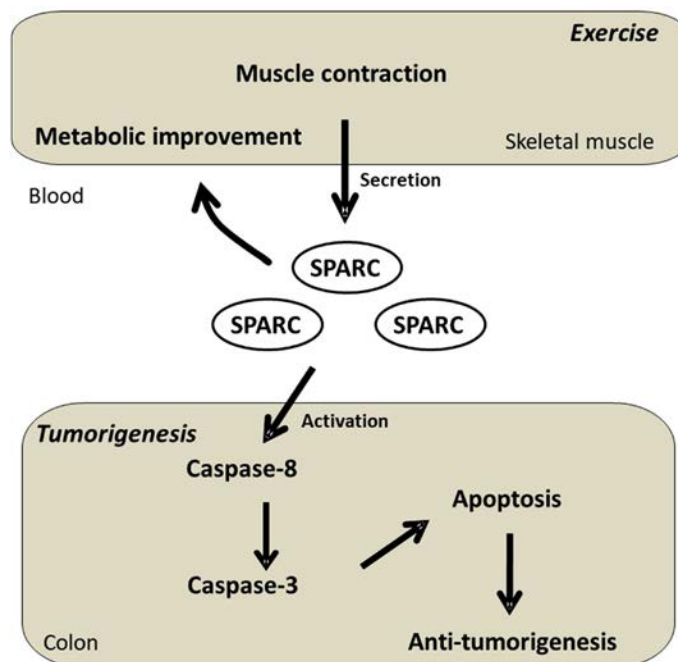 Exercise
Muscle contraction
Metabolic improvement
Skeletal muscle
Blood
Secretion
SPARC
SPARC
SPARC
Tumorigenesis
Activation
Caspase-8
Apoptosis
Caspase-3
Colon
Anti-tumorigenesis